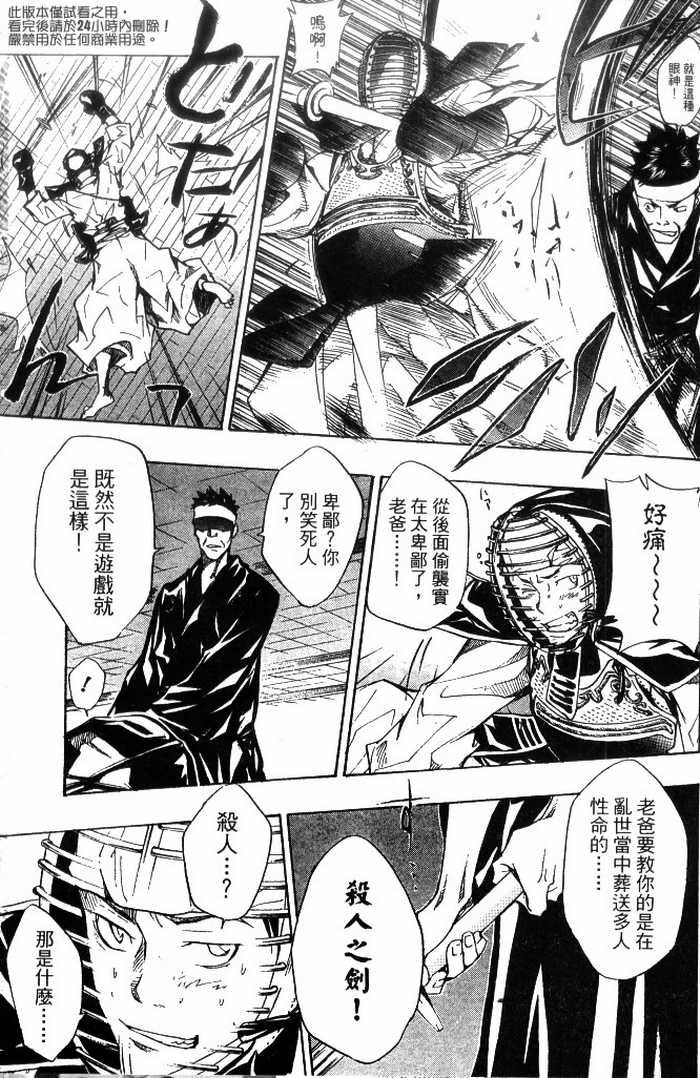 此版本僅試看之用，
看完後請於24小時內刪除！
嚴禁用於任何商業用途。
就是這種
眼神！
嗚啊！
どたぁ
ん
好痛～～～～
從後面偷襲實
在太卑鄙了，
老爸……！
卑鄙？你
別笑死人
了，
既然不是遊戲就
是這樣！
！
老爸要教你的是在
亂世當中葬送多人
性命的……
殺人之劍！
殺人…？
那是什麼……